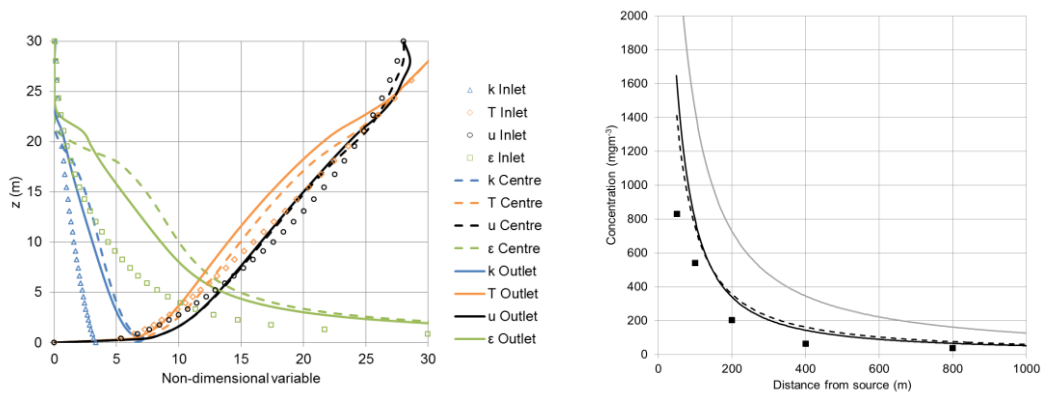 30
25
20
15
10
5
0
z (m)
0 5 10 15 20 25 30
Non-dimensional variable
k Inlet
T Inlet
u Inlet
ε Inlet
k Centre
T Centre
u Centre
ε Centre
k Outlet
T Outlet
u Outlet
ε Outlet
2000
1800
1600
1400
1200
1000
800
600
400
200
0
Concentration (mgm⁻³)
0 200 400 600 800 1000
Distance from source (m)